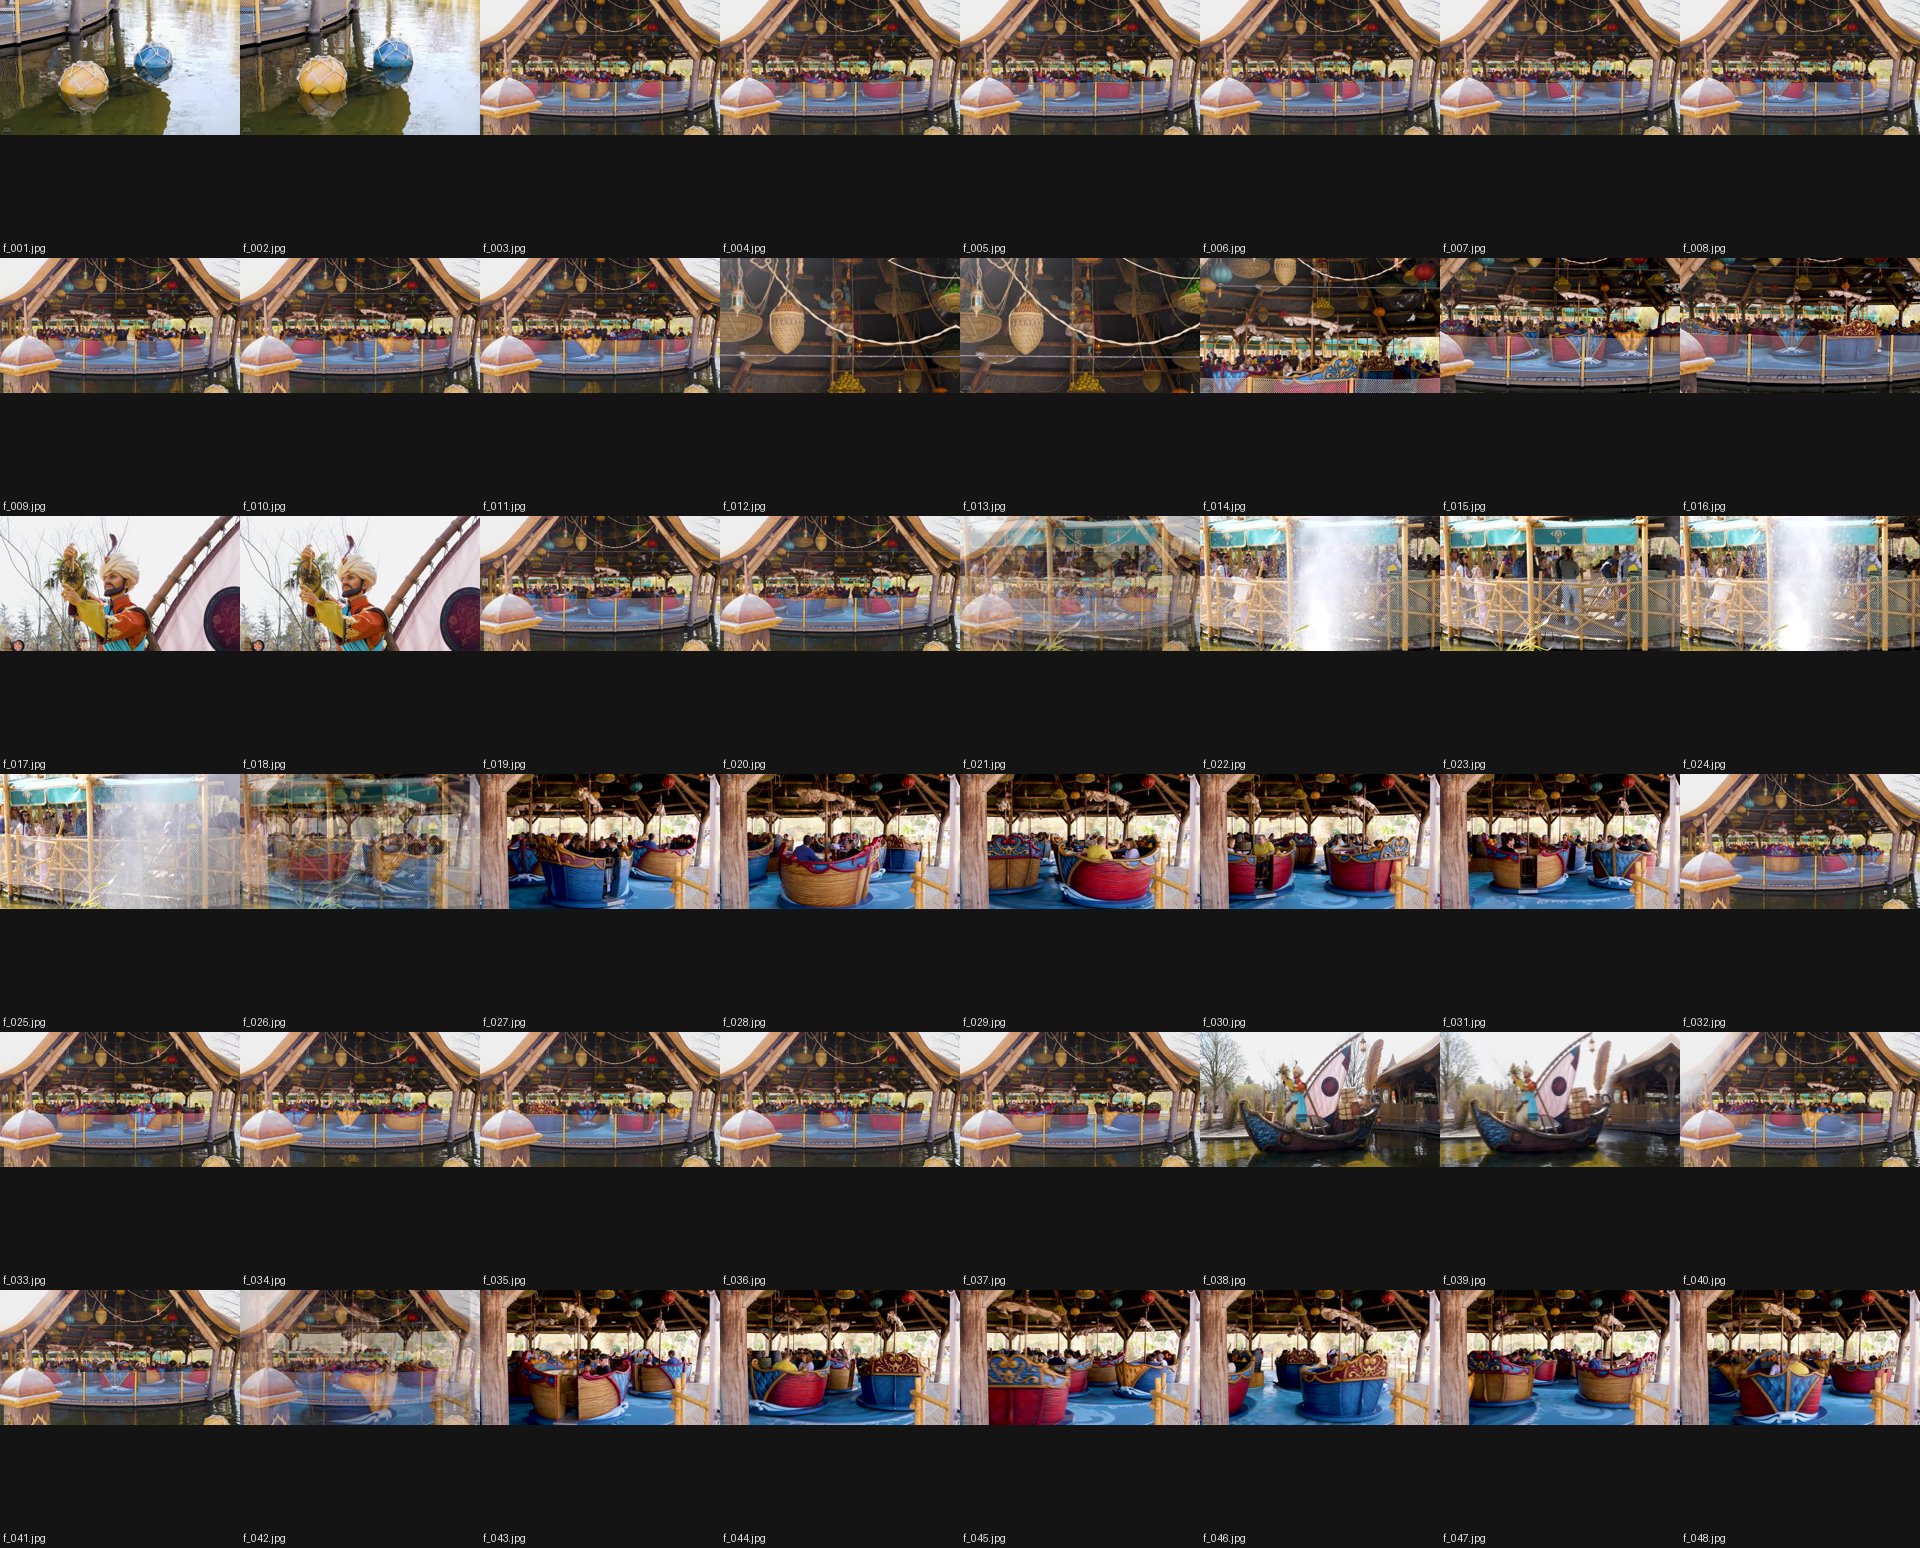 f_001.jpg f_002.jpg f_003.jpg f_004.jpg f_005.jpg f_006.jpg f_007.jpg f_008.jpg
f_009.jpg f_010.jpg f_011.jpg f_012.jpg f_013.jpg f_014.jpg f_015.jpg f_016.jpg
f_017.jpg f_018.jpg f_019.jpg f_020.jpg f_021.jpg f_022.jpg f_023.jpg f_024.jpg
f_025.jpg f_026.jpg f_027.jpg f_028.jpg f_029.jpg f_030.jpg f_031.jpg f_032.jpg
f_033.jpg f_034.jpg f_035.jpg f_036.jpg f_037.jpg f_038.jpg f_039.jpg f_040.jpg
f_041.jpg f_042.jpg f_043.jpg f_044.jpg f_045.jpg f_046.jpg f_047.jpg f_048.jpg